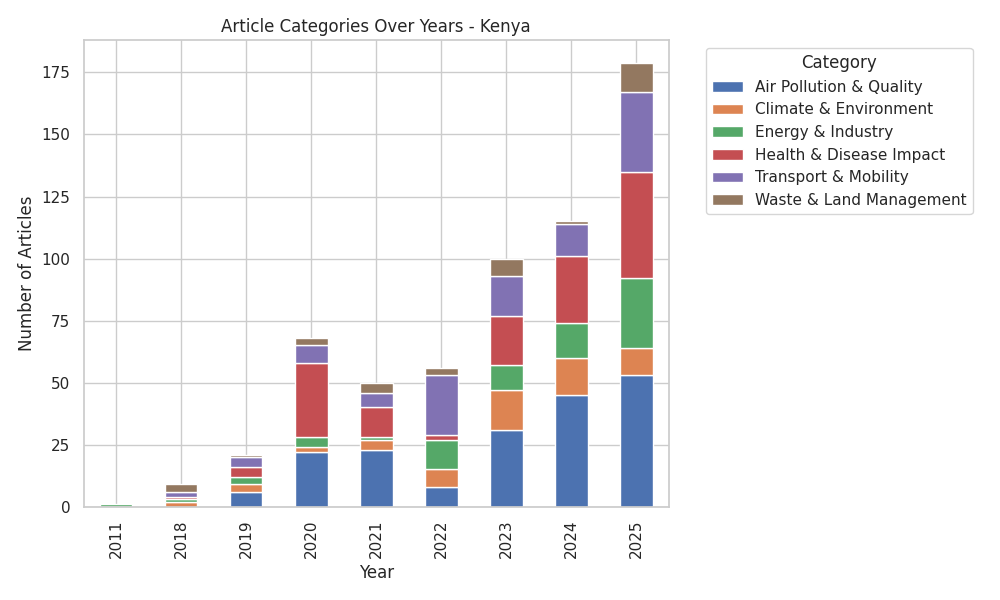 Article Categories Over Years - Kenya
Number of Articles
175
150
125
100
75
50
25
0
2011
2018
2019
2020
2021
2022
2023
2024
2025
Year
Category
Air Pollution & Quality
Climate & Environment
Energy & Industry
Health & Disease Impact
Transport & Mobility
Waste & Land Management